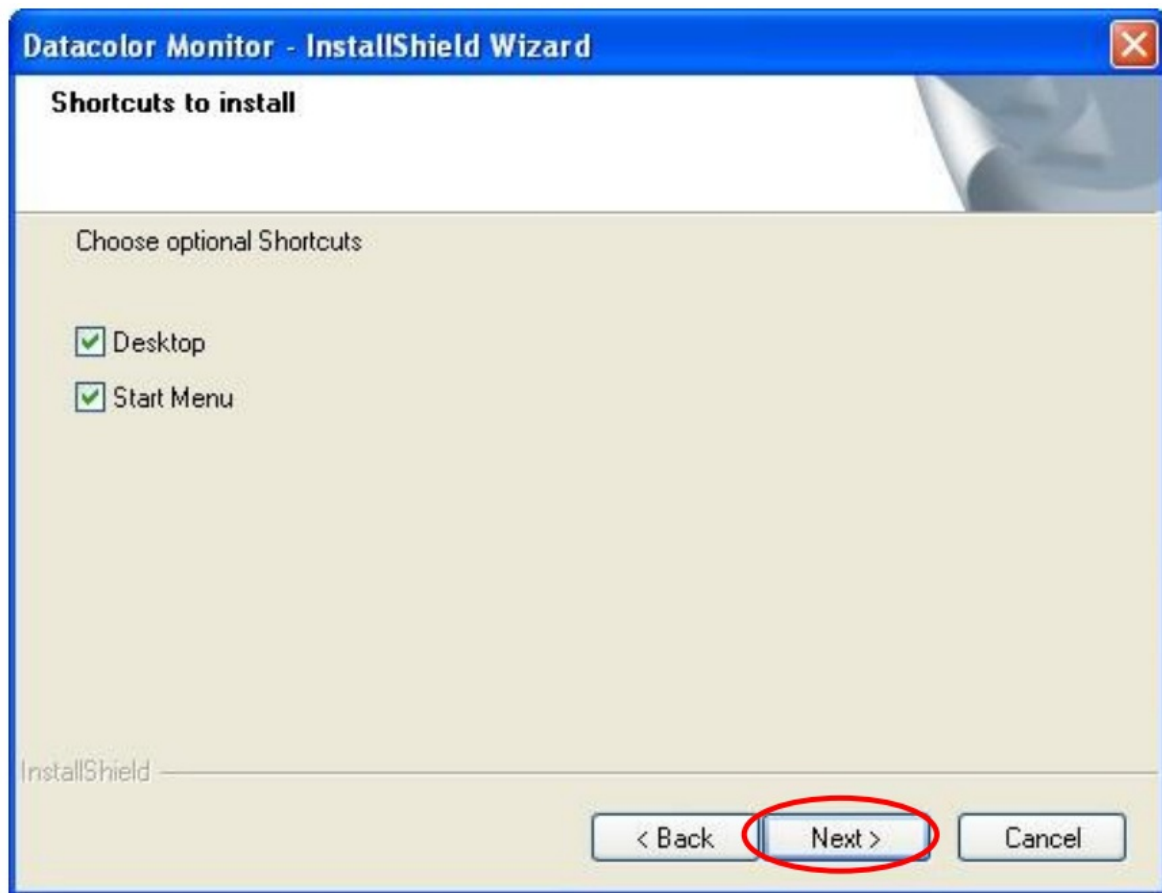 Datacolor Monitor - InstallShield Wizard
Shortcuts to install
Choose optional Shortcuts
Desktop
Start Menu
InstallShield
< Back Next > Cancel